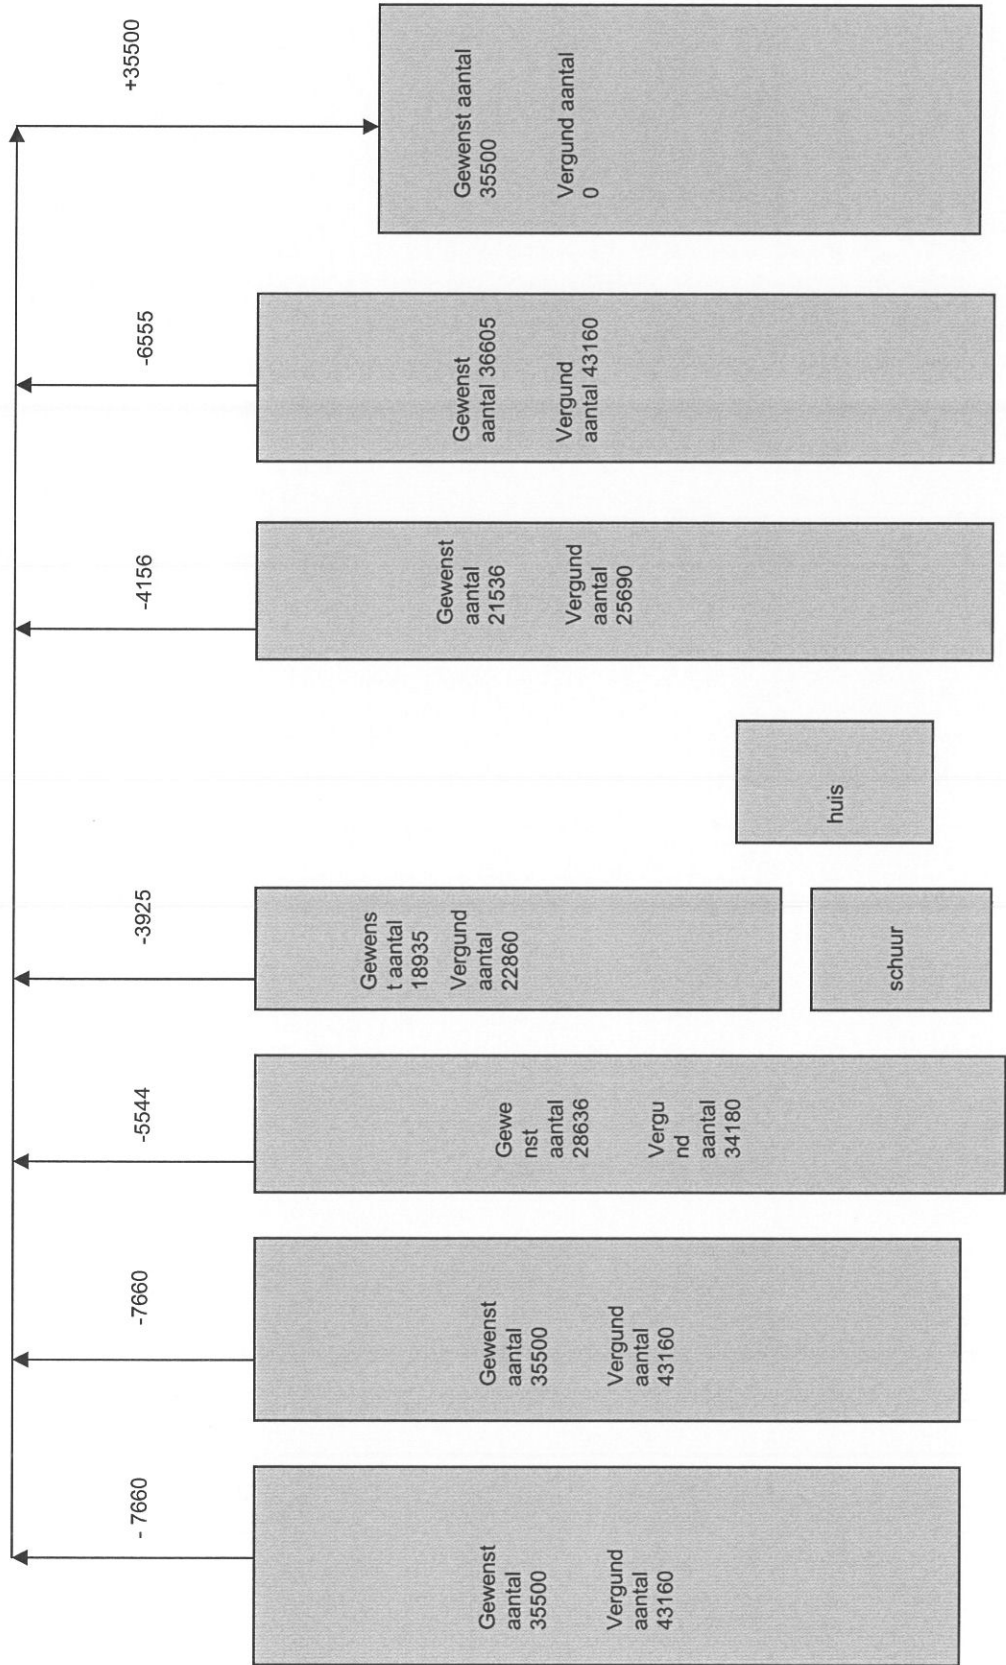 - 7660
-7660
-5544
-3925
-4156
-6555
+35500
Gewenst
aantal
35500
Vergund
aantal
43160
Gewenst
aantal
35500
Vergund
aantal
43160
Gewe
nst
aantal
28636
Vergu
nd
aantal
34180
Gewens
t aantal
18935
Vergund
aantal
22860
schuur
huis
Gewenst
aantal
21536
Vergund
aantal
25690
Gewenst
aantal 36605
Vergund
aantal 43160
Gewenst aantal
35500
Vergund aantal
0